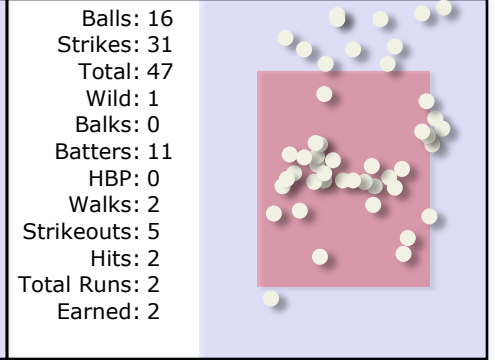 Balls: 16
Strikes: 31
Total: 47
Wild: 1
Balks: 0
Batters: 11
HBP: 0
Walks: 2
Strikeouts: 5
Hits: 2
Total Runs: 2
Earned: 2